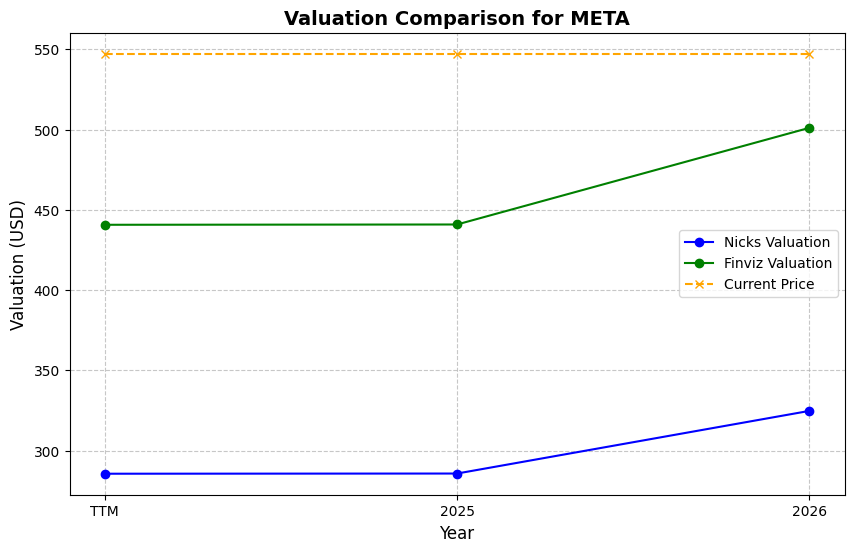 Valuation Comparison for META
550
500
450
400
350
300
Valuation (USD)
Nicks Valuation
Finviz Valuation
Current Price
TTM
2025
2026
Year